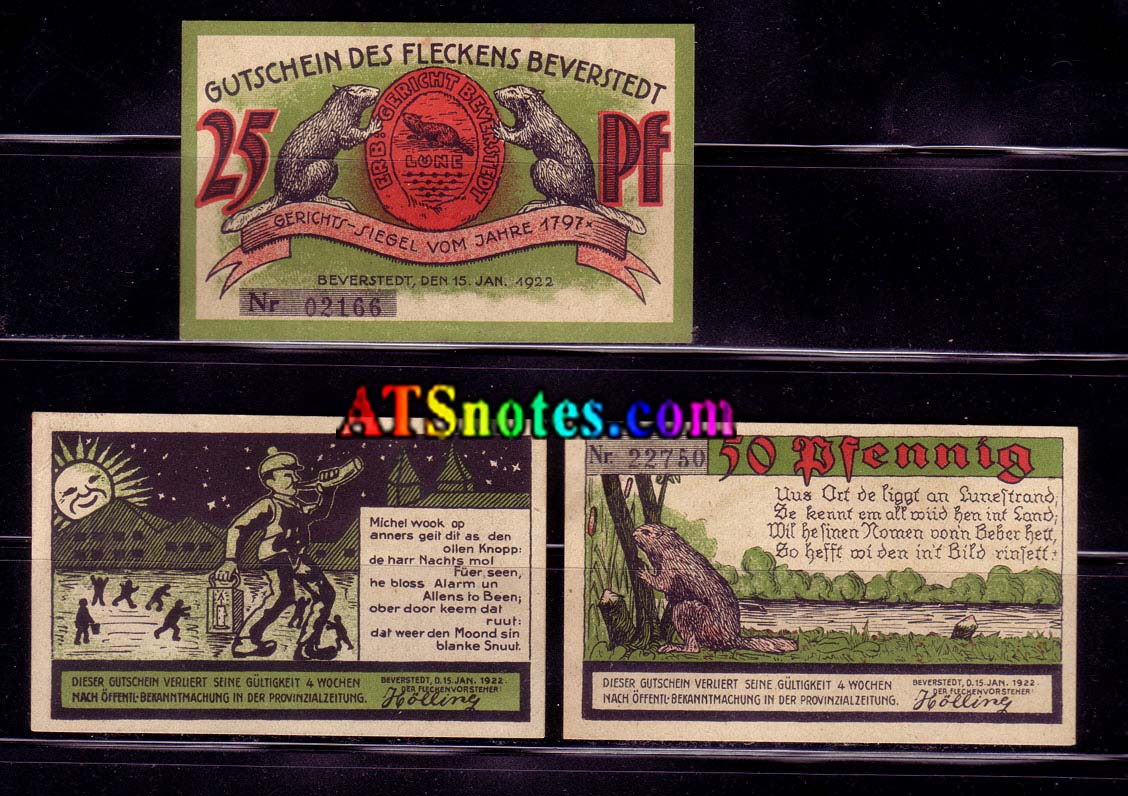 GUTSCHEIN DES FLECKENS BEVERSTEDT
25 Pf
ERB: GERICHT BEVERSTEDT
LUNE
GERICHTS-SIEGEL VOM JAHRE 1797
BEVERSTEDT, DEN 15. JAN. 1922
Nr 02166
ATSnotes.com
Michel wook op
anners geit dit as den
ollen Knopp:
de harr Nachts mol
Füer seen,
he bloss Alarm un
Allens to Been;
ober door keem dat
ruut:
dat weer den Moond sin
blanke Snuut.
DIESER GUTSCHEIN VERLIERT SEINE GÜLTIGKEIT 4 WOCHEN
NACH ÖFFENTL. BEKANNTMACHUNG IN DER PROVINZIALZEITUNG.
BEVERSTEDT, D. 15. JAN. 1922.
DER FLECKENVORSTEHER:
Hölling
Nr. 22750 50 Pfennig
Uus Ort de liggt an Lunestrand,
Se kennt em all wiid hen int Land;
Wil he sinen Nomen vonn Beber hett,
So hefft wi den in't Bild rinsett.
DIESER GUTSCHEIN VERLIERT SEINE GÜLTIGKEIT 4 WOCHEN
NACH ÖFFENTL. BEKANNTMACHUNG IN DER PROVINZIALZEITUNG.
BEVERSTEDT, D. 15. JAN. 1922
DER FLECKENVORSTEHER:
Hölling